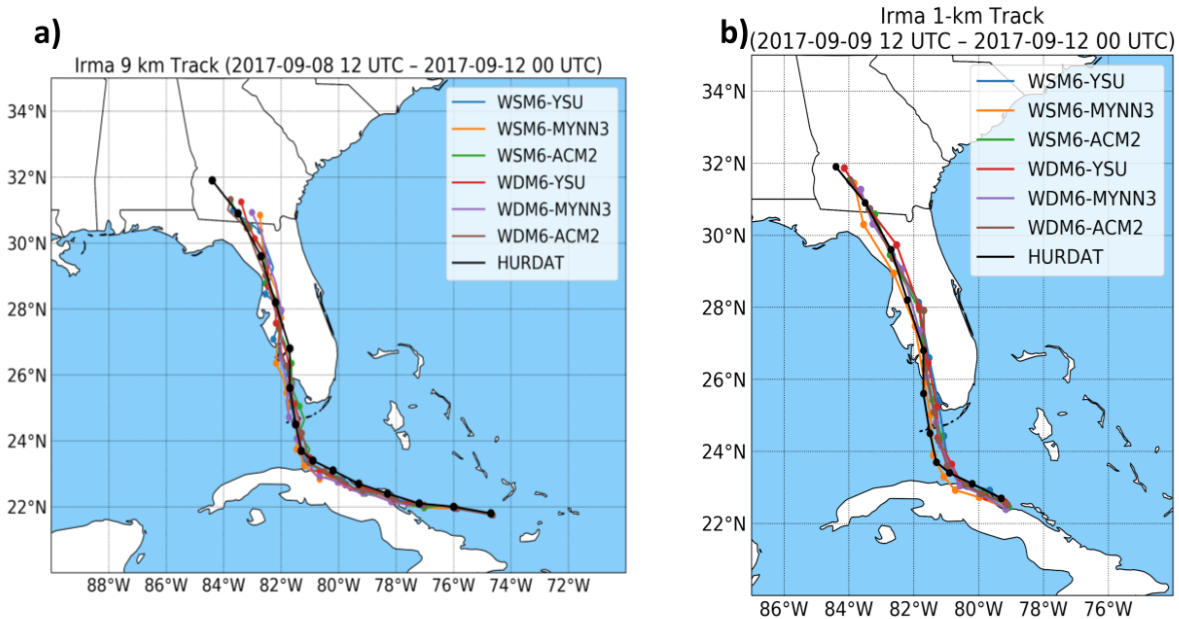 a)
Irma 9 km Track (2017-09-08 12 UTC – 2017-09-12 00 UTC)
34°N
32°N
30°N
28°N
26°N
24°N
22°N
88°W 86°W 84°W 82°W 80°W 78°W 76°W 74°W 72°W
WSM6-YSU
WSM6-MYNN3
WSM6-ACM2
WDM6-YSU
WDM6-MYNN3
WDM6-ACM2
HURDAT
b)
Irma 1-km Track
(2017-09-09 12 UTC – 2017-09-12 00 UTC)
34°N
32°N
30°N
28°N
26°N
24°N
22°N
86°W 84°W 82°W 80°W 78°W 76°W
WSM6-YSU
WSM6-MYNN3
WSM6-ACM2
WDM6-YSU
WDM6-MYNN3
WDM6-ACM2
HURDAT